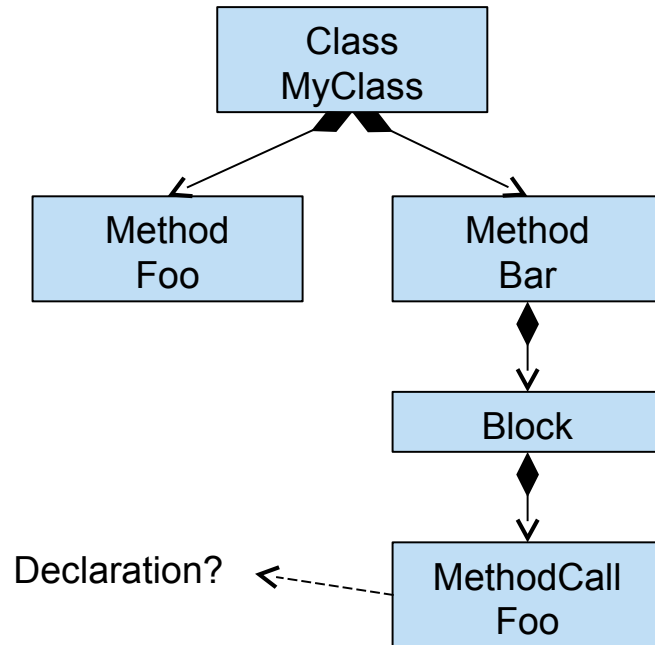 Class
MyClass
Method
Foo
Method
Bar
Block
Declaration?
MethodCall
Foo